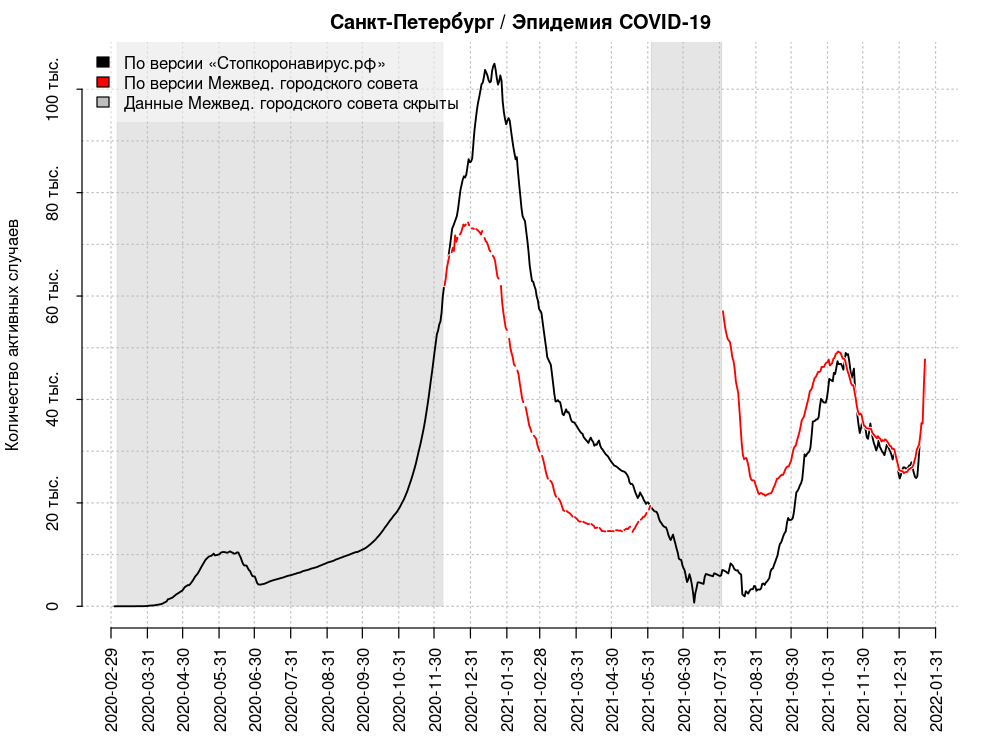 Санкт-Петербург / Эпидемия COVID-19
По версии «Стопкоронавирус.рф»
По версии Межвед. городского совета
Данные Межвед. городского совета скрыты
Количество активных случаев
100 тыс.
80 тыс.
60 тыс.
40 тыс.
20 тыс.
0
2020-02-29
2020-03-31
2020-04-30
2020-05-31
2020-06-30
2020-07-31
2020-08-31
2020-09-30
2020-10-31
2020-11-30
2020-12-31
2021-01-31
2021-02-28
2021-03-31
2021-04-30
2021-05-31
2021-06-30
2021-07-31
2021-08-31
2021-09-30
2021-10-31
2021-11-30
2021-12-31
2022-01-31